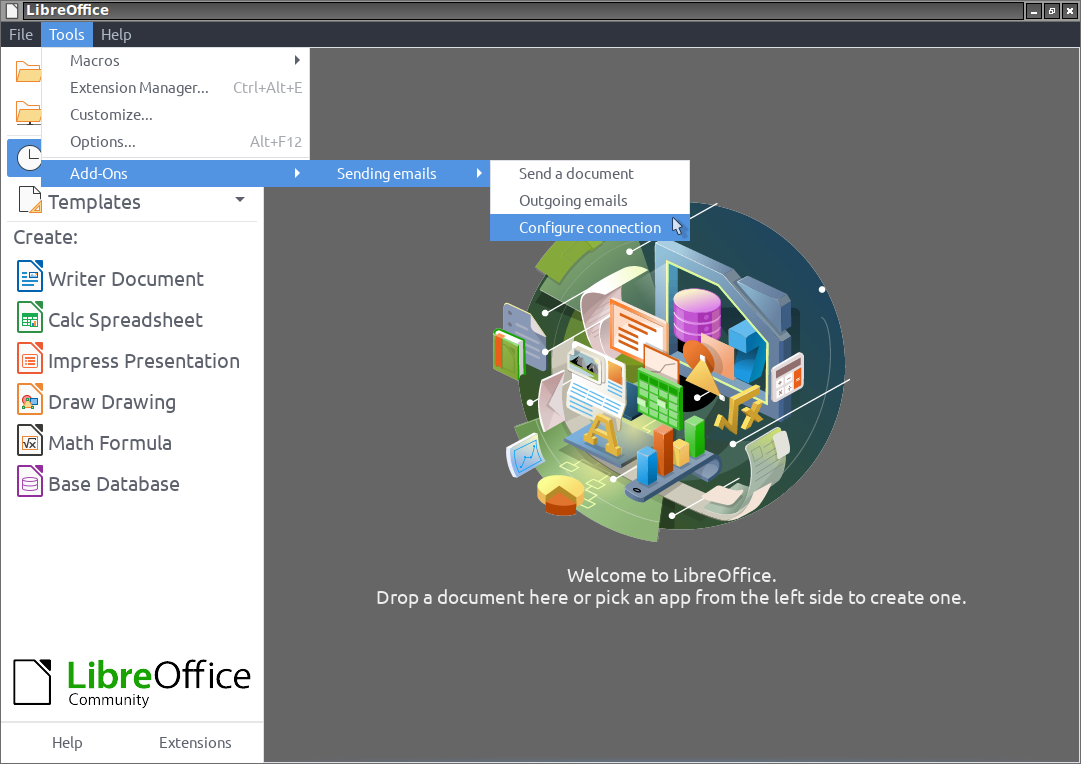 LibreOffice
File Tools Help
Macros
Extension Manager... Ctrl+Alt+E
Customize...
Options... Alt+F12
Add-Ons Sending emails Send a document
Outgoing emails
Configure connection
Templates
Create:
Writer Document
Calc Spreadsheet
Impress Presentation
Draw Drawing
Math Formula
Base Database
Welcome to LibreOffice.
Drop a document here or pick an app from the left side to create one.
LibreOffice
Community
Help Extensions